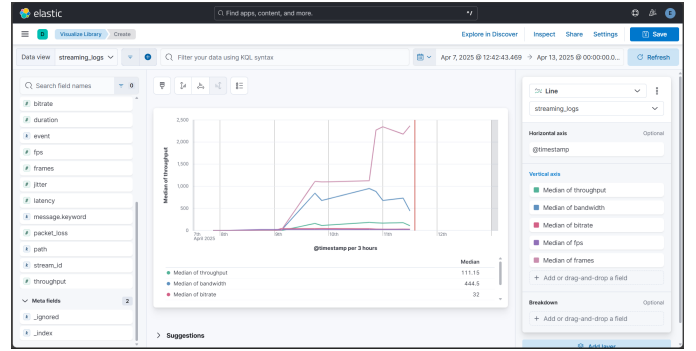 elastic
Find apps, content, and more.
E
D
Visualize Library
Create
Explore in Discover
Inspect
Share
Settings
Save
Data view
streaming_logs
Filter your data using KQL syntax
Apr 7, 2025 @ 12:42:43.469 → Apr 13, 2025 @ 00:00:00.0...
Refresh
Search field names
0
bitrate
duration
event
fps
frames
jitter
latency
message.keyword
packet_loss
path
stream_id
throughput
Meta fields
2
_ignored
_index
Median of throughput
2,500
2,000
1,500
1,000
500
0
7th
April 2025
8th
9th
10th
11th
12th
@timestamp per 3 hours
Median
Median of throughput
111.15
Median of bandwidth
444.5
Median of bitrate
32
Suggestions
Line
streaming_logs
Horizontal axis
Optional
@timestamp
Vertical axis
Median of throughput
Median of bandwidth
Median of bitrate
Median of fps
Median of frames
+ Add or drag-and-drop a field
Breakdown
Optional
+ Add or drag-and-drop a field
Add layer